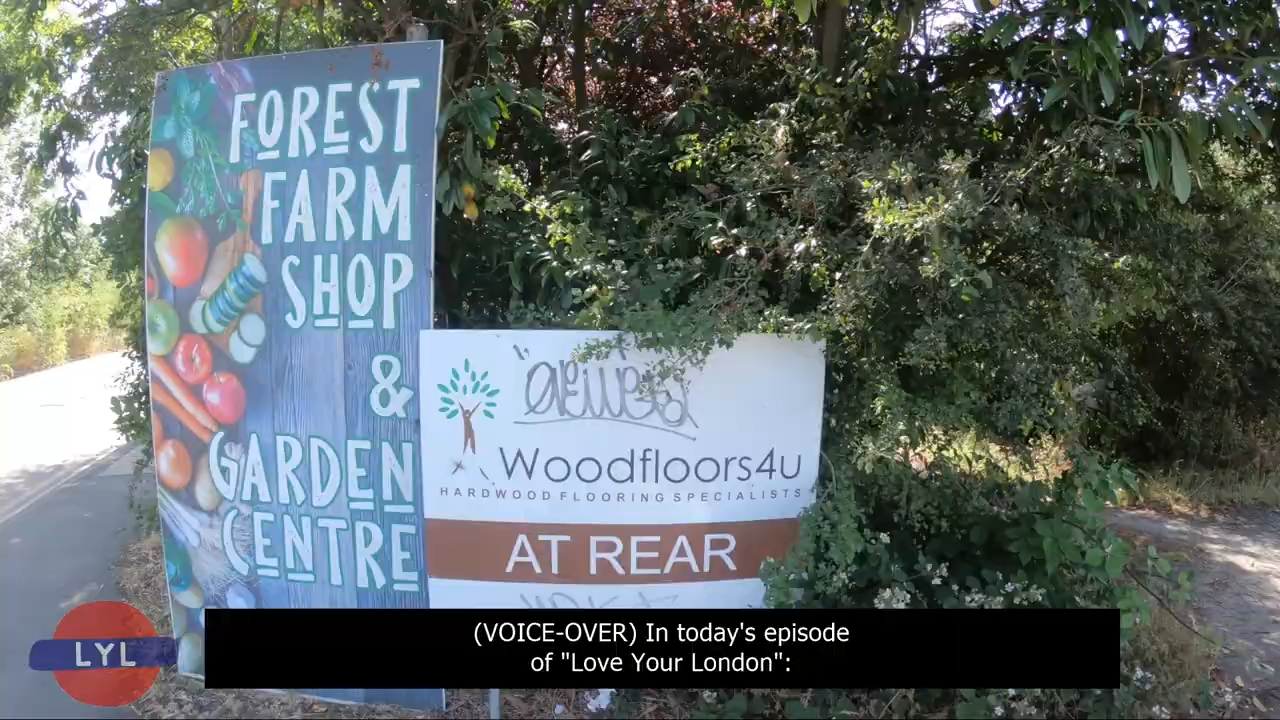 FOREST
FARM
SHOP
&
GARDEN
CENTRE
Woodfloors4u
HARDWOOD FLOORING SPECIALISTS
AT REAR
LYL
(VOICE-OVER) In today's episode
of "Love Your London":